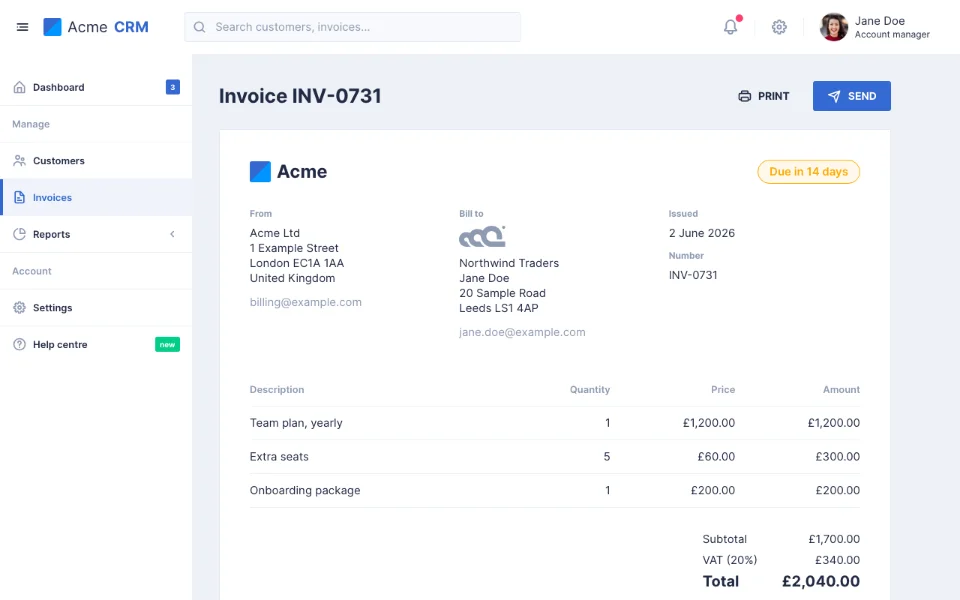 Acme CRM
Search customers, invoices...
Jane Doe
Account manager
Dashboard 3
Manage
Customers
Invoices
Reports
Account
Settings
Help centre new
Invoice INV-0731
PRINT
SEND
Acme
Due in 14 days
From
Acme Ltd
1 Example Street
London EC1A 1AA
United Kingdom
billing@example.com
Bill to
Northwind Traders
Jane Doe
20 Sample Road
Leeds LS1 4AP
jane.doe@example.com
Issued
2 June 2026
Number
INV-0731
Description Quantity Price Amount
Team plan, yearly 1 £1,200.00 £1,200.00
Extra seats 5 £60.00 £300.00
Onboarding package 1 £200.00 £200.00
Subtotal £1,700.00
VAT (20%) £340.00
Total £2,040.00